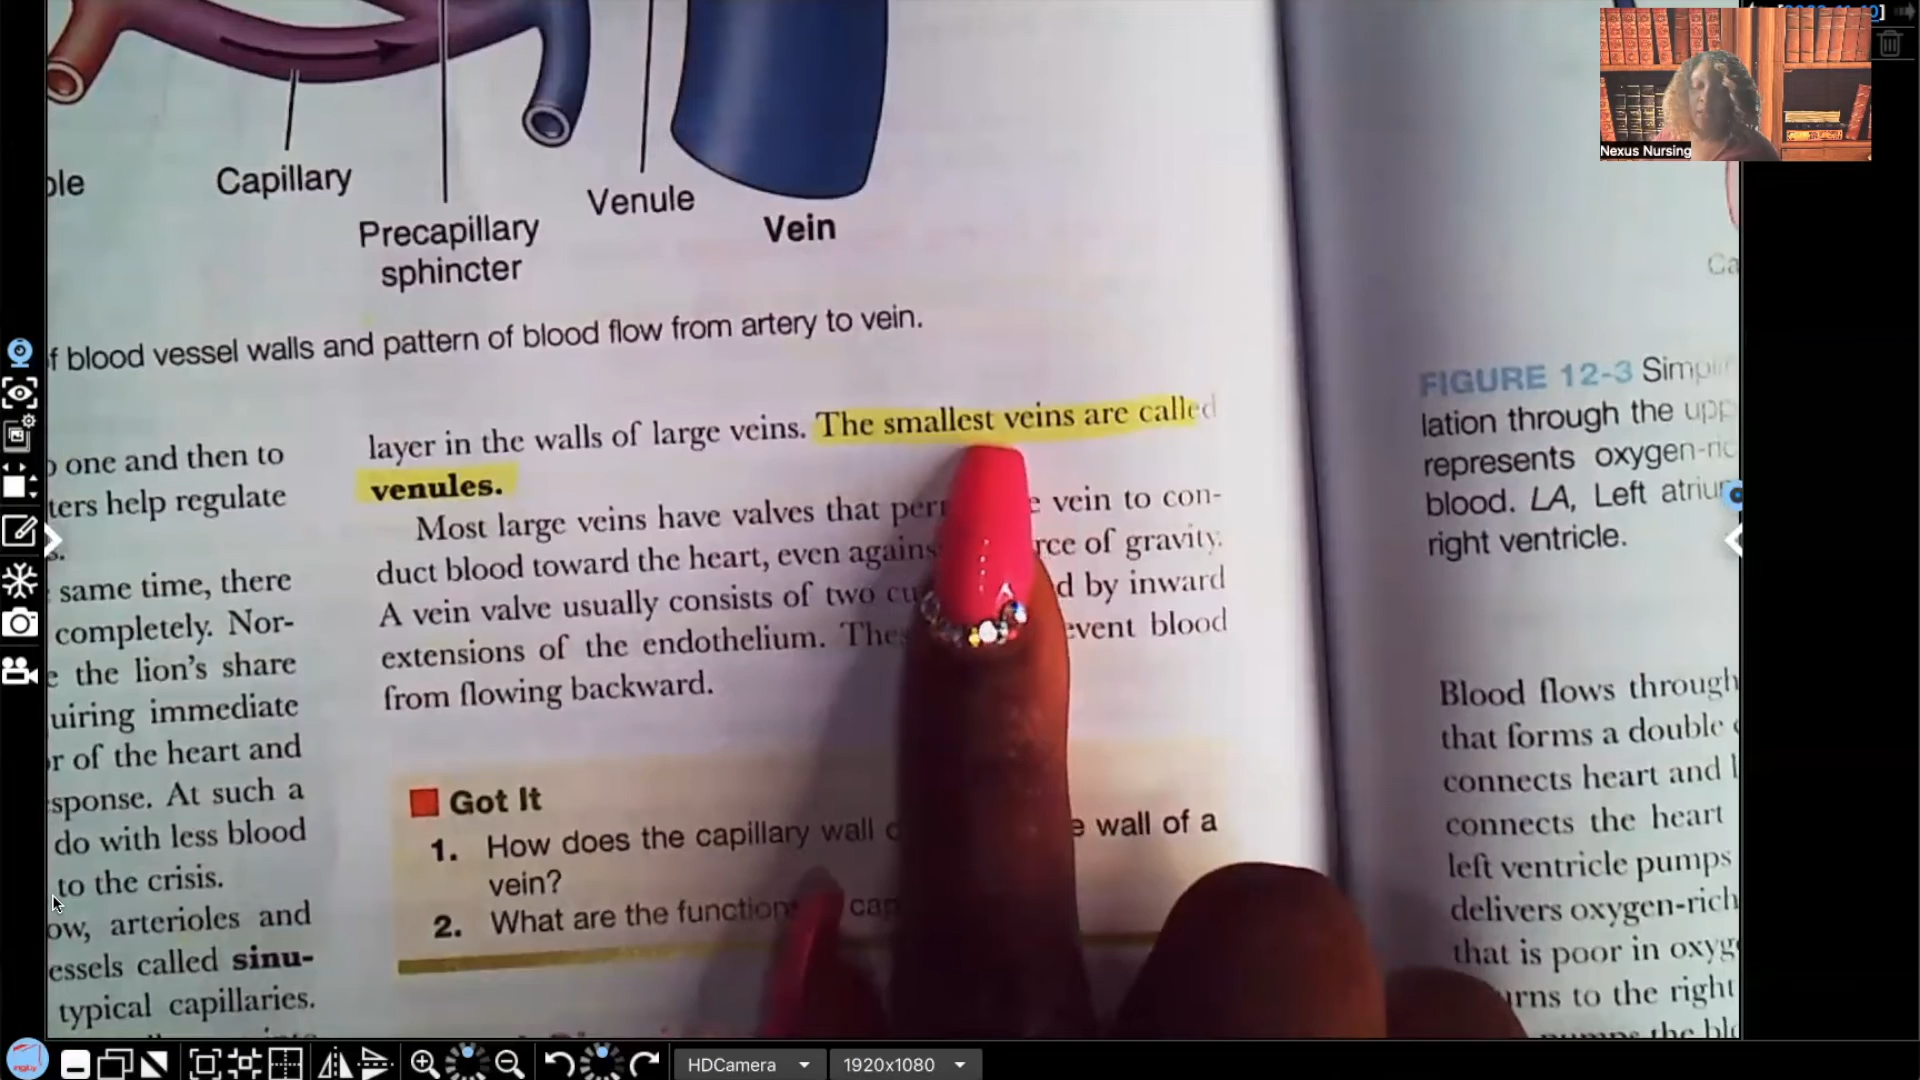 Nexus Nursing
Capillary
Precapillary
sphincter
Venule
Vein
f blood vessel walls and pattern of blood flow from artery to vein.
one and then to
ters help regulate
same time, there
completely. Nor-
the lion's share
uiring immediate
of the heart and
sponse. At such a
do with less blood
to the crisis.
ow, arterioles and
essels called sinu-
typical capillaries.
layer in the walls of large veins. The smallest veins are called
venules.
Most large veins have valves that per e vein to con-
duct blood toward the heart, even agains rce of gravity.
A vein valve usually consists of two cu d by inward
extensions of the endothelium. Thes event blood
from flowing backward.
Got It
1. How does the capillary wall e wall of a
vein?
2. What are the function cap
FIGURE 12-3 Simpli
lation through the upp
represents oxygen-ric
blood. LA, Left atriu
right ventricle.
Blood flows through
that forms a double
connects heart and l
connects the heart
left ventricle pumps
delivers oxygen-rich
that is poor in oxyg
urns to the right
pumps the blo
HDCamera
1920x1080